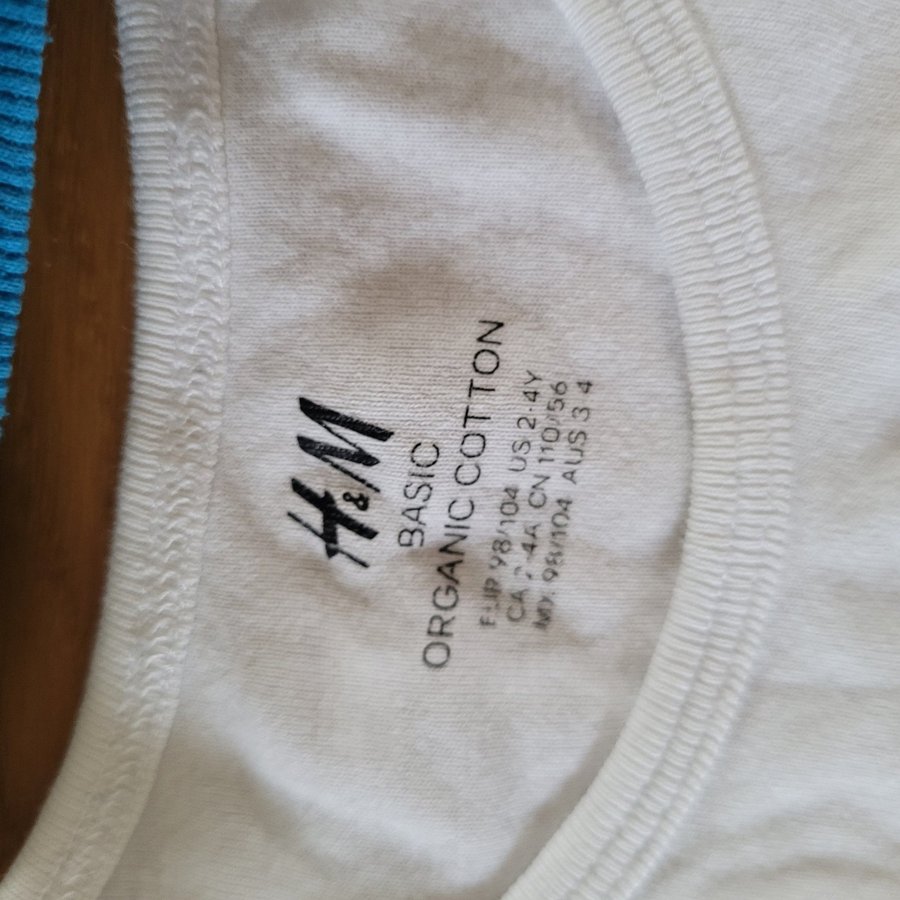 H&M
BASIC
ORGANIC COTTON
EUR 98/104 US 2-4Y
CA 2-4A CN 110/56
MX 98/104 AUS 3 4